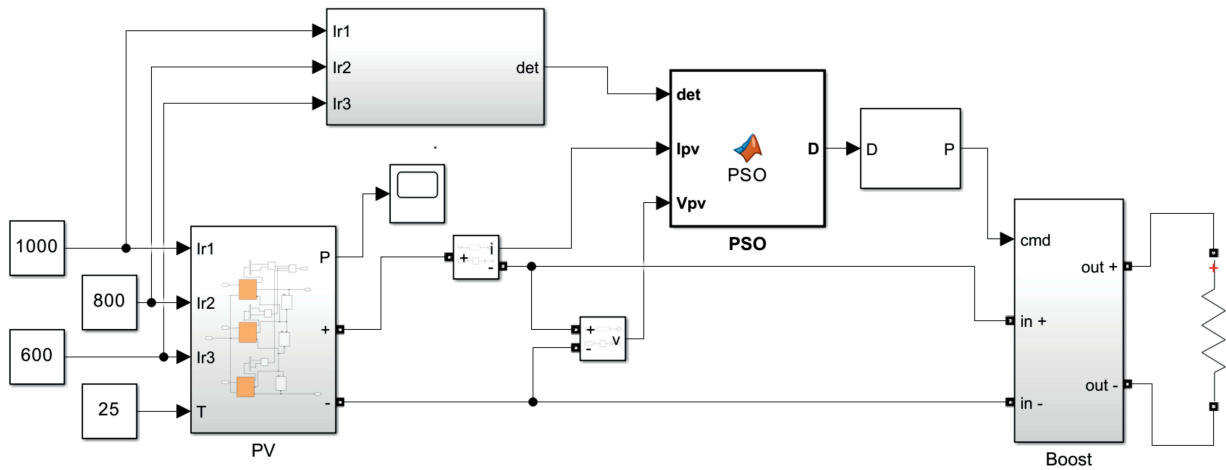 Ir1
Ir2
Ir3
det
det
Ipv
Vpv
D
PSO
PSO
D
P
1000
800
600
25
Ir1
Ir2
Ir3
T
P
+
-
PV
+
i
-
+
-
v
cmd
in +
in -
out +
out -
Boost
+